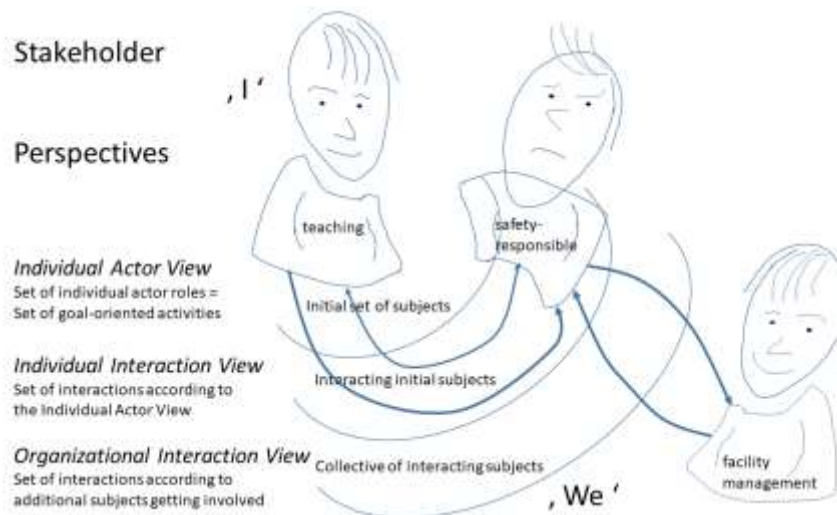 Stakeholder
‚ I ‘
Perspectives
teaching
safety-
responsible
Individual Actor View
Set of individual actor roles =
Set of goal-oriented activities
Initial set of subjects
Individual Interaction View
Set of interactions according to
the Individual Actor View
Interacting initial subjects
Organizational Interaction View
Set of interactions according to
additional subjects getting involved
Collective of interacting subjects
‚ We ‘
facility
management